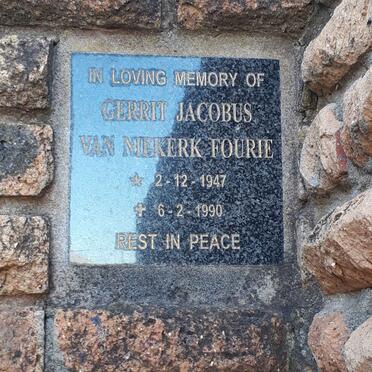 IN LOVING MEMORY OF
GERRIT JACOBUS
VAN NIEKERK FOURIE
★ 2-12-1947
✝ 6-2-1990
REST IN PEACE